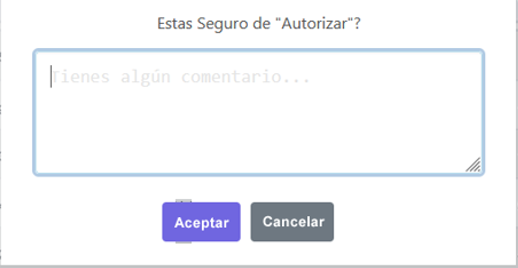 Estas Seguro de "Autorizar"?
Tienes algún comentario...
Aceptar
Cancelar